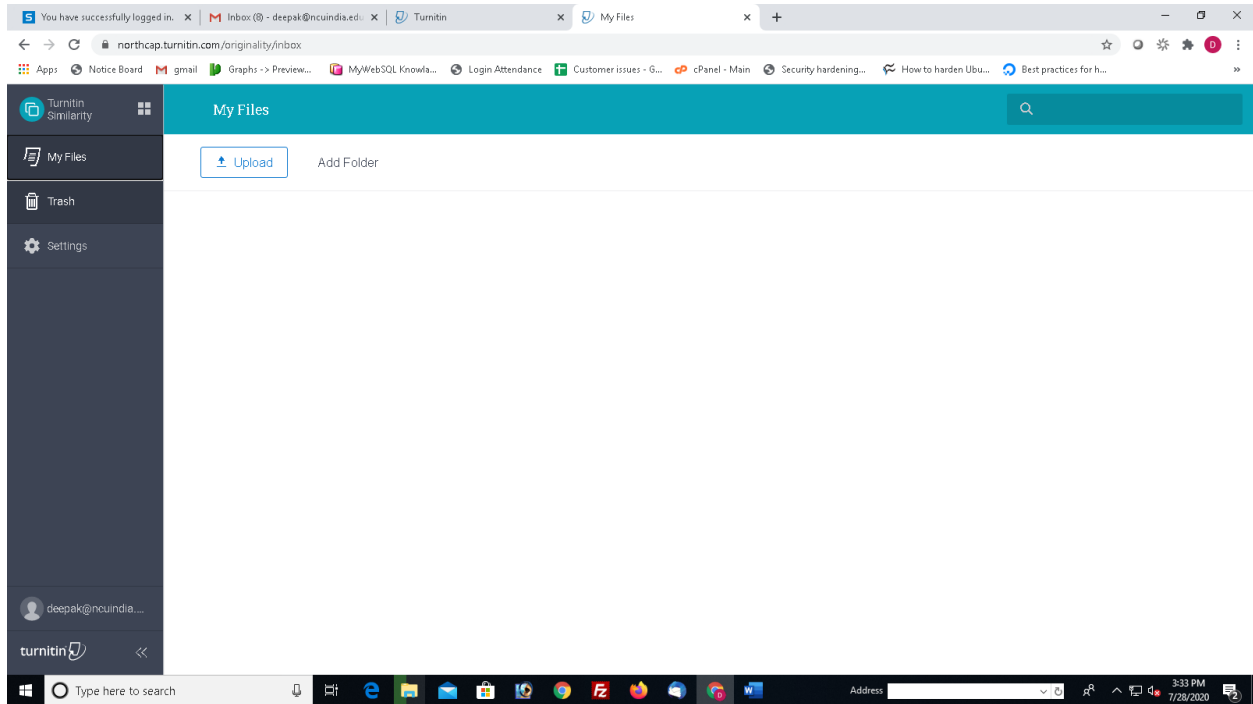 You have successfully logged in.
Inbox (8) - deepak@ncuindia.edu
Turnitin
My Files
northcap.turnitin.com/originality/inbox
Apps
Notice Board
gmail
Graphs -> Preview...
MyWebSQL Knowla...
Login Attendance
Customer issues - G...
cPanel - Main
Security hardening...
How to harden Ubu...
Best practices for h...
Turnitin
Similarity
My Files
My Files
Upload
Add Folder
Trash
Settings
deepak@ncuindia....
turnitin
Type here to search
Address
3:33 PM
7/28/2020